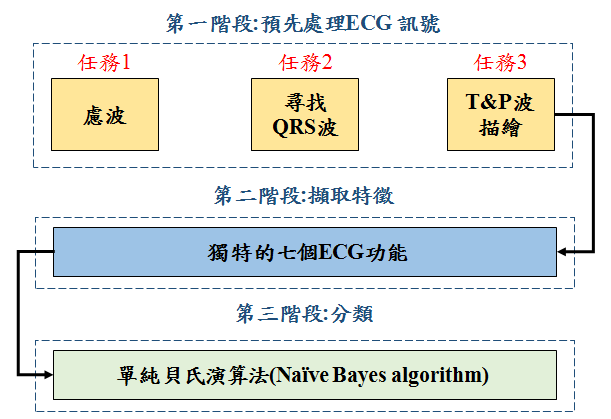 第一階段:預先處理ECG 訊號
任務1
任務2
任務3
慮波
尋找
QRS波
T&P波
描繪
第二階段:擷取特徵
獨特的七個ECG功能
第三階段:分類
單純貝氏演算法(Naïve Bayes algorithm)